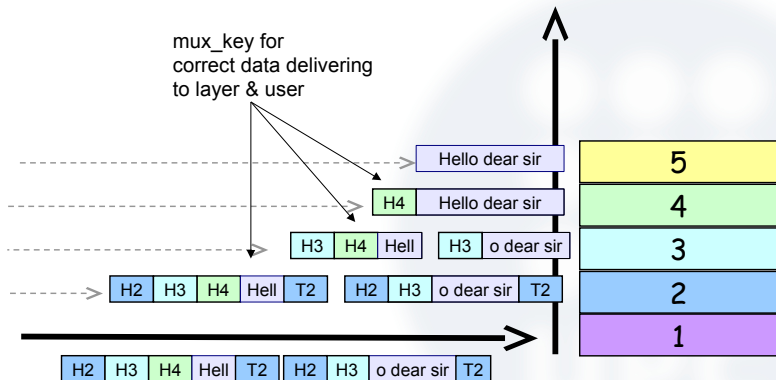 mux_key for
correct data delivering
to layer & user
Hello dear sir
5
H4 Hello dear sir
4
H3 H4 Hell H3 o dear sir
3
H2 H3 H4 Hell T2 H2 H3 o dear sir T2
2
1
H2 H3 H4 Hell T2 H2 H3 o dear sir T2